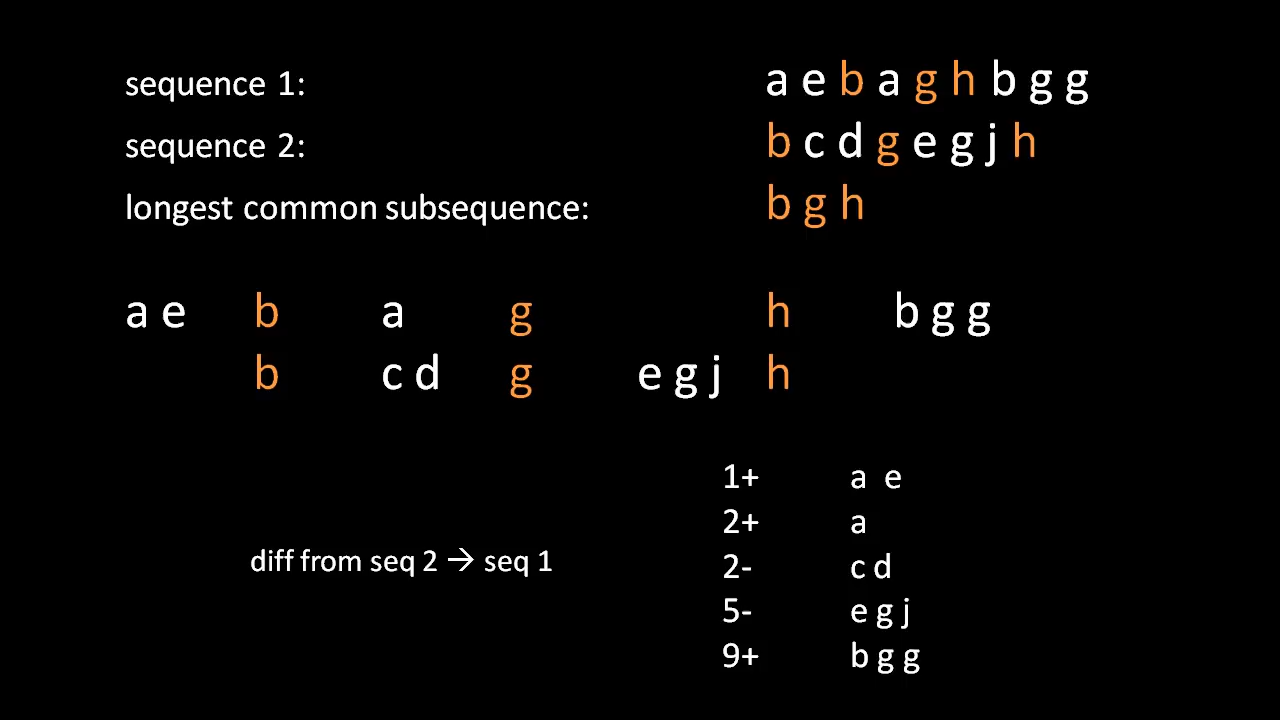 sequence 1: a e b a g h b g g
sequence 2: b c d g e g j h
longest common subsequence: b g h
a e b a g h b g g
b c d g e g j h
1+ a e
2+ a
diff from seq 2 → seq 1
2- c d
5- e g j
9+ b g g